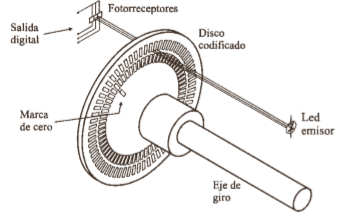 Fotorreceptores
Salida
digital
Disco
codificado
Marca
de cero
Led
emisor
Eje de
giro